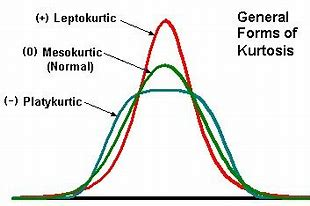 (+) Leptokurtic
(0) Mesokurtic
(Normal)
(−) Platykurtic
General
Forms of
Kurtosis